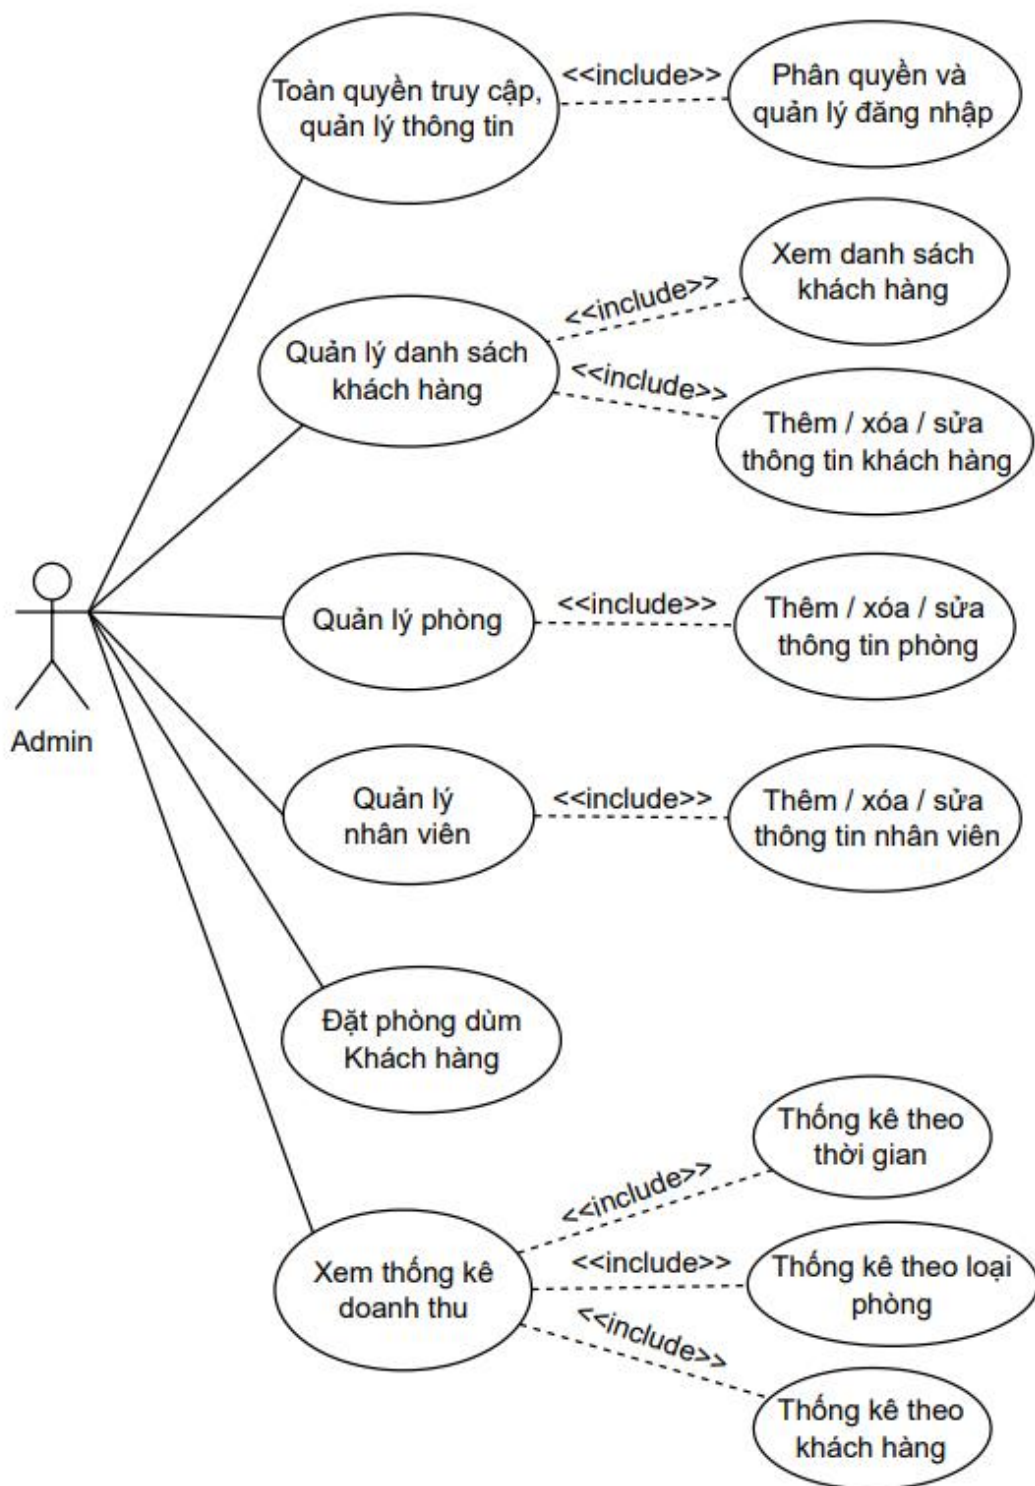 Toàn quyền truy cập,
quản lý thông tin
<<include>>
Phân quyền và
quản lý đăng nhập
Quản lý danh sách
khách hàng
<<include>>
Xem danh sách
khách hàng
<<include>>
Thêm / xóa / sửa
thông tin khách hàng
Admin
Quản lý phòng
<<include>>
Thêm / xóa / sửa
thông tin phòng
Quản lý
nhân viên
<<include>>
Thêm / xóa / sửa
thông tin nhân viên
Đặt phòng dùm
Khách hàng
Xem thống kê
doanh thu
<<include>>
Thống kê theo
thời gian
<<include>>
Thống kê theo loại
phòng
<<include>>
Thống kê theo
khách hàng